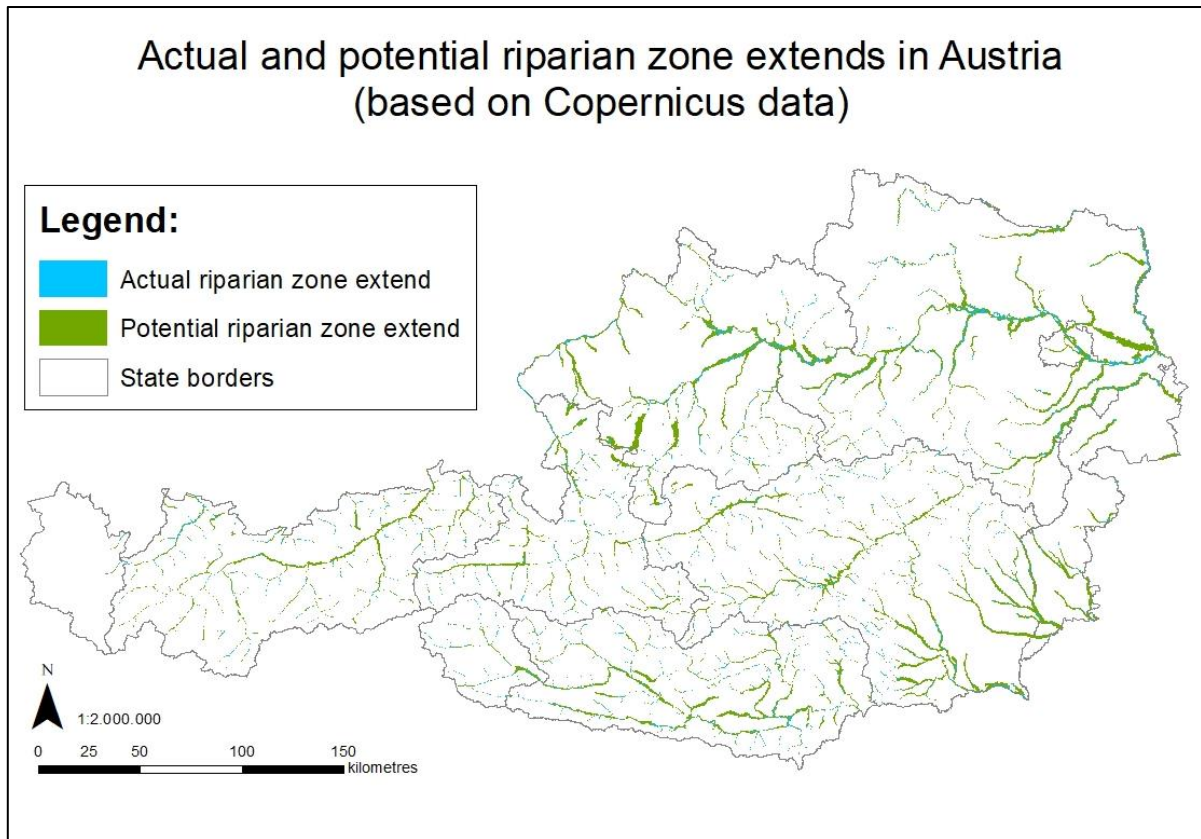 Actual and potential riparian zone extends in Austria
(based on Copernicus data)
Legend:
Actual riparian zone extend
Potential riparian zone extend
State borders
N
1:2.000.000
0 25 50 100 150
kilometres